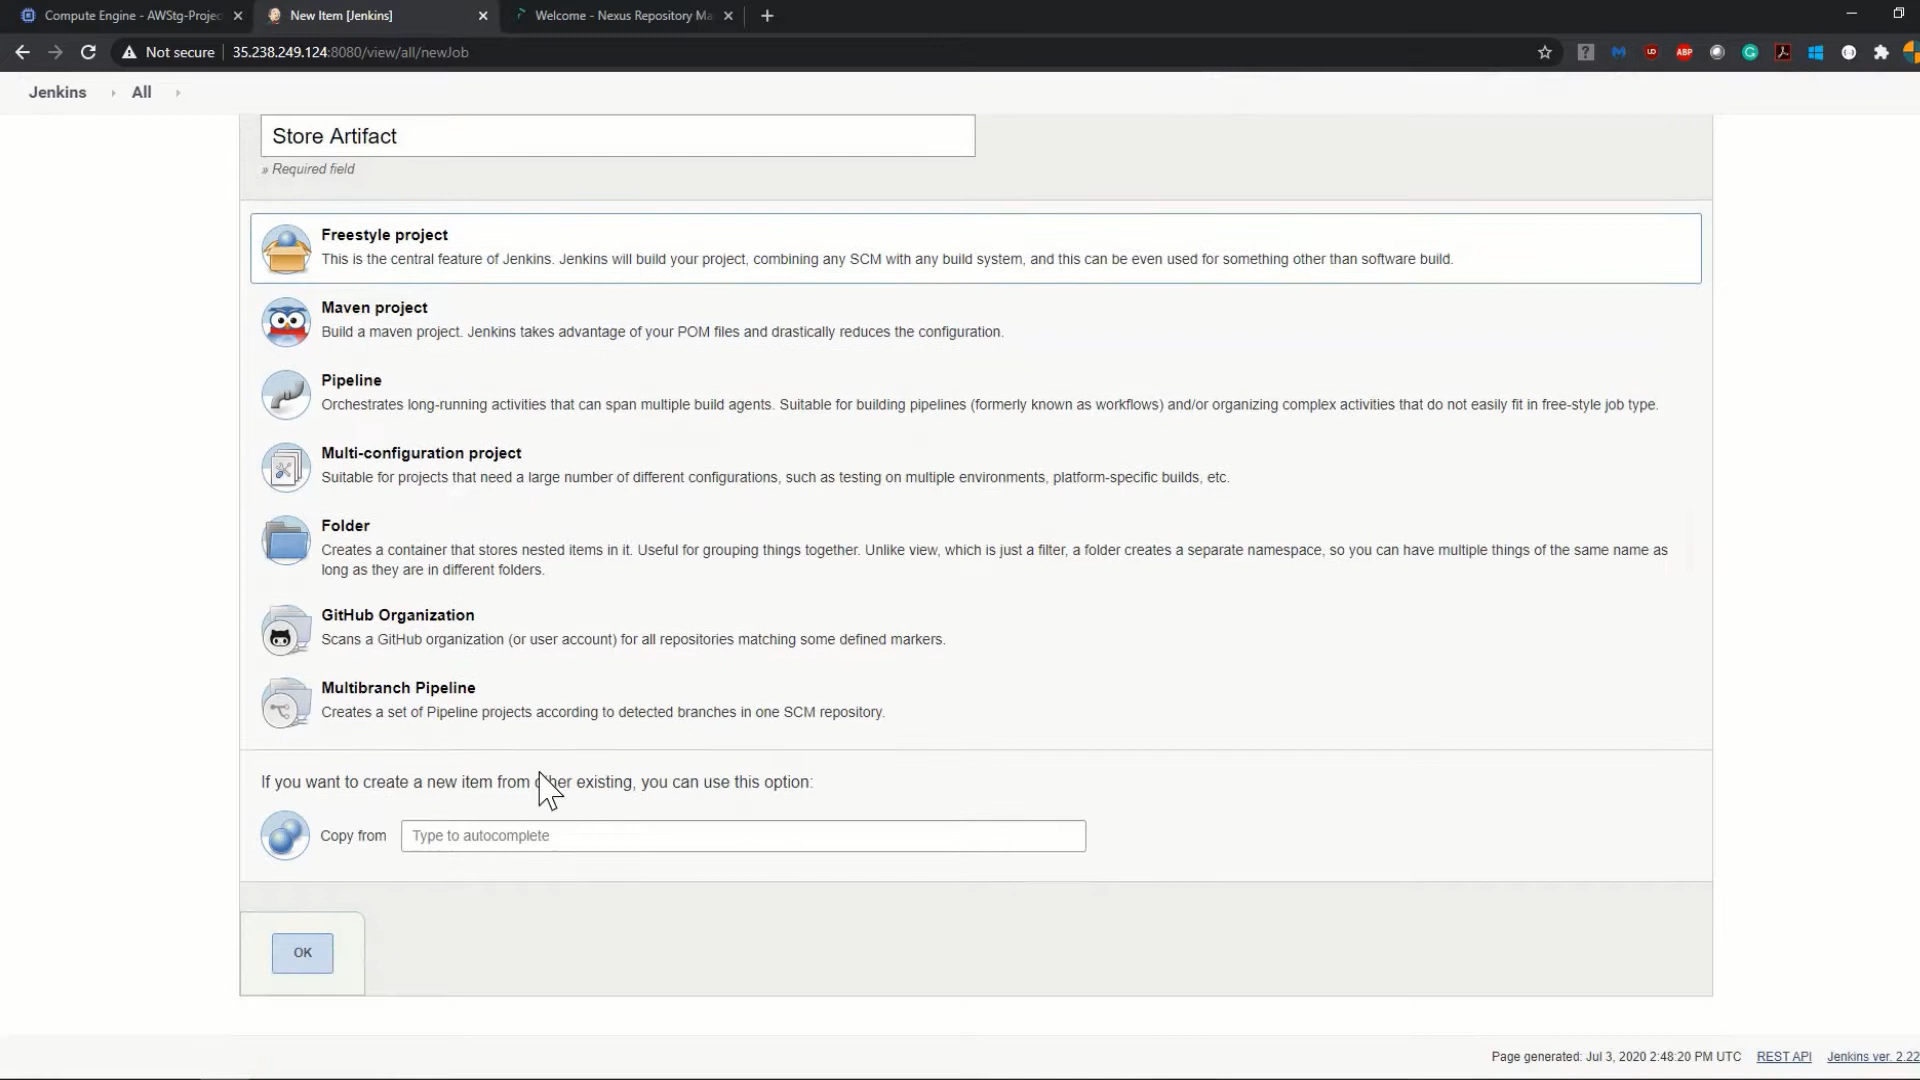 Compute Engine - AWStg-Projec
New Item [Jenkins]
Welcome - Nexus Repository Ma
Not secure
35.238.249.124:8080/view/all/newJob
Jenkins
All
Store Artifact
» Required field
Freestyle project
This is the central feature of Jenkins. Jenkins will build your project, combining any SCM with any build system, and this can be even used for something other than software build.
Maven project
Build a maven project. Jenkins takes advantage of your POM files and drastically reduces the configuration.
Pipeline
Orchestrates long-running activities that can span multiple build agents. Suitable for building pipelines (formerly known as workflows) and/or organizing complex activities that do not easily fit in free-style job type.
Multi-configuration project
Suitable for projects that need a large number of different configurations, such as testing on multiple environments, platform-specific builds, etc.
Folder
Creates a container that stores nested items in it. Useful for grouping things together. Unlike view, which is just a filter, a folder creates a separate namespace, so you can have multiple things of the same name as
long as they are in different folders.
GitHub Organization
Scans a GitHub organization (or user account) for all repositories matching some defined markers.
Multibranch Pipeline
Creates a set of Pipeline projects according to detected branches in one SCM repository.
If you want to create a new item from other existing, you can use this option:
Copy from
Type to autocomplete
OK
Page generated: Jul 3, 2020 2:48:20 PM UTC
REST API
Jenkins ver. 2.22